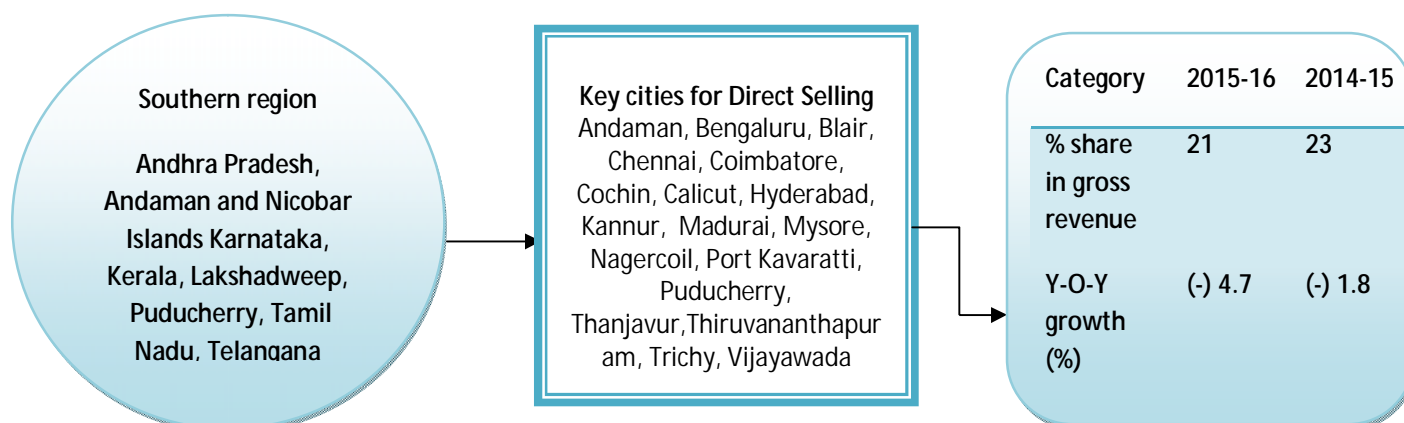 Southern region
Andhra Pradesh,
Andaman and Nicobar
Islands Karnataka,
Kerala, Lakshadweep,
Puducherry, Tamil
Nadu, Telangana
Key cities for Direct Selling
Andaman, Bengaluru, Blair,
Chennai, Coimbatore,
Cochin, Calicut, Hyderabad,
Kannur, Madurai, Mysore,
Nagercoil, Port Kavaratti,
Puducherry,
Thanjavur,Thiruvananthapur
am, Trichy, Vijayawada
Category 2015-16 2014-15
% share 21 23
in gross
revenue
Y-O-Y (-) 4.7 (-) 1.8
growth
(%)